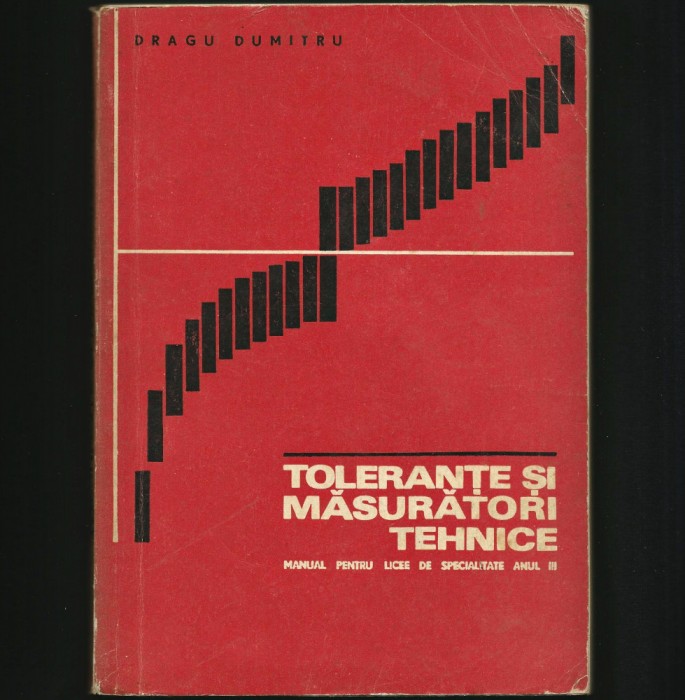 DRAGU DUMITRU
TOLERANȚE ȘI
MĂSURĂTORI
TEHNICE
MANUAL PENTRU LICEE DE SPECIALITATE ANUL III